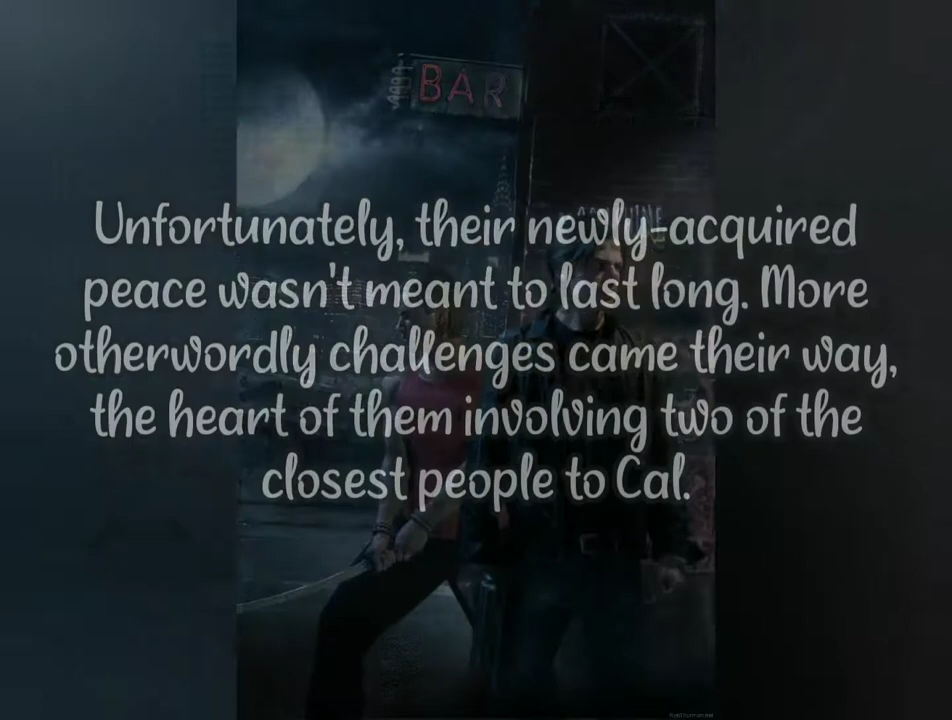 BAR
Unfortunately, their newly-acquired
peace wasn't meant to last long. More
otherwordly challenges came their way,
the heart of them involving two of the
closest people to Cal.